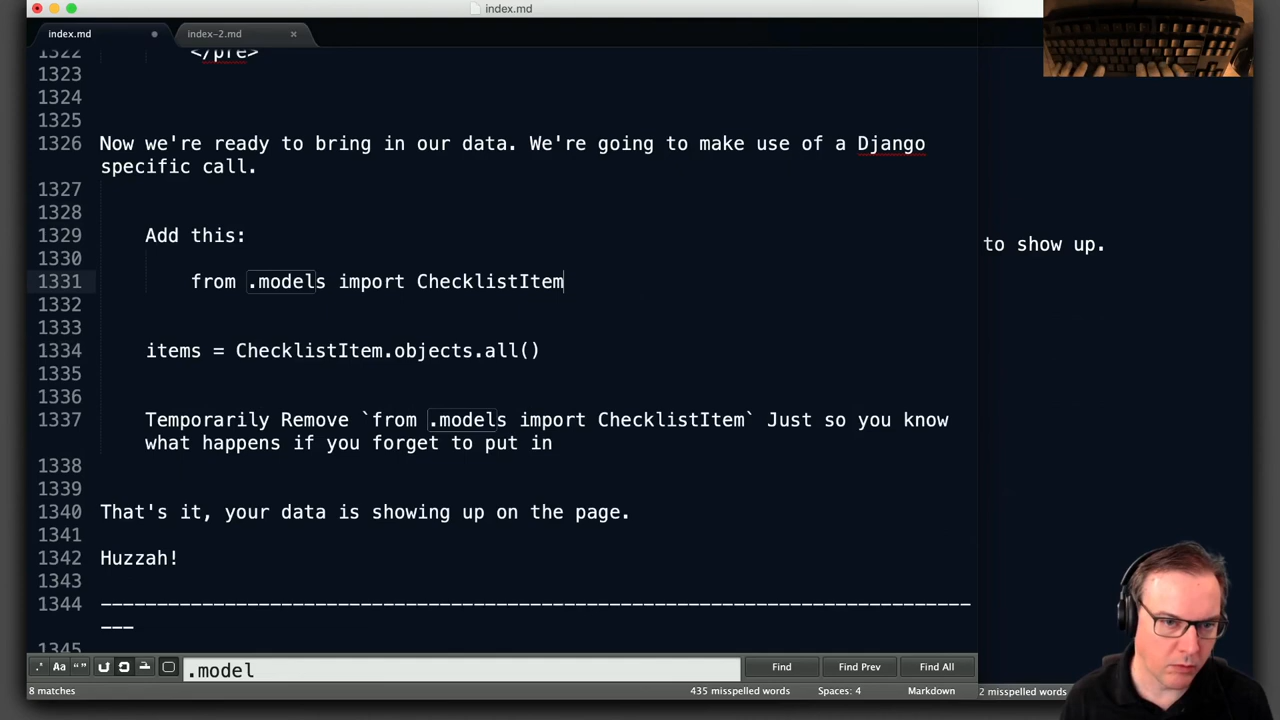 index.md
index.md
index-2.md
1322 </pre>
1323
1324
1325
1326 Now we're ready to bring in our data. We're going to make use of a Django
specific call.
1327
1328
1329 Add this:
1330
1331 from .models import ChecklistItem
1332
1333
1334 items = ChecklistItem.objects.all()
1335
1336
1337 Temporarily Remove `from .models import ChecklistItem` Just so you know
what happens if you forget to put in
1338
1339
1340 That's it, your data is showing up on the page.
1341
1342 Huzzah!
1343
1344 -----------------------------------------------------------------------------
---
1345
to show up.
.* Aa “”
.model
Find
Find Prev
Find All
8 matches
435 misspelled words
Spaces: 4
Markdown
2 misspelled words